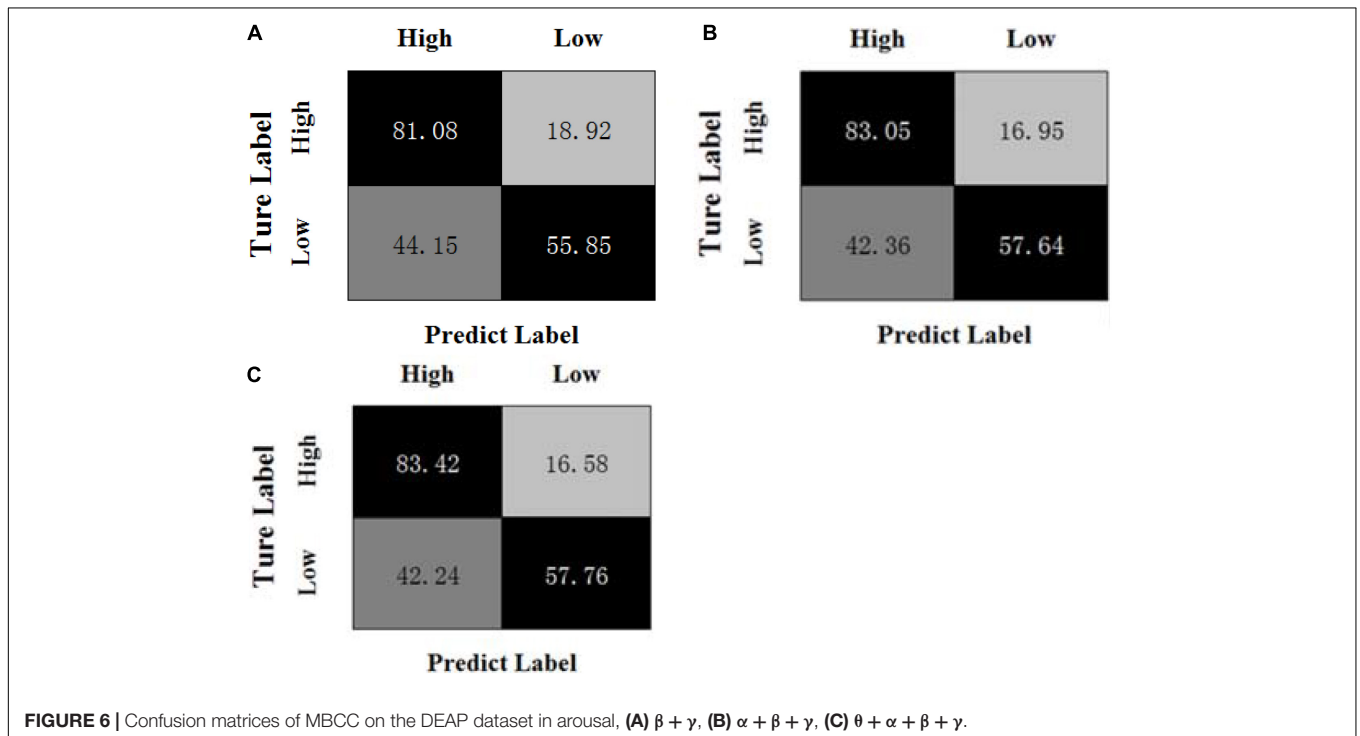 A
High Low
Ture Label
High
81.08 18.92
Low
44.15 55.85
Predict Label
B
High Low
Ture Label
High
83.05 16.95
Low
42.36 57.64
Predict Label
C
High Low
Ture Label
High
83.42 16.58
Low
42.24 57.76
Predict Label
FIGURE 6 | Confusion matrices of MBCC on the DEAP dataset in arousal, (A) β + γ, (B) α + β + γ, (C) θ + α + β + γ.